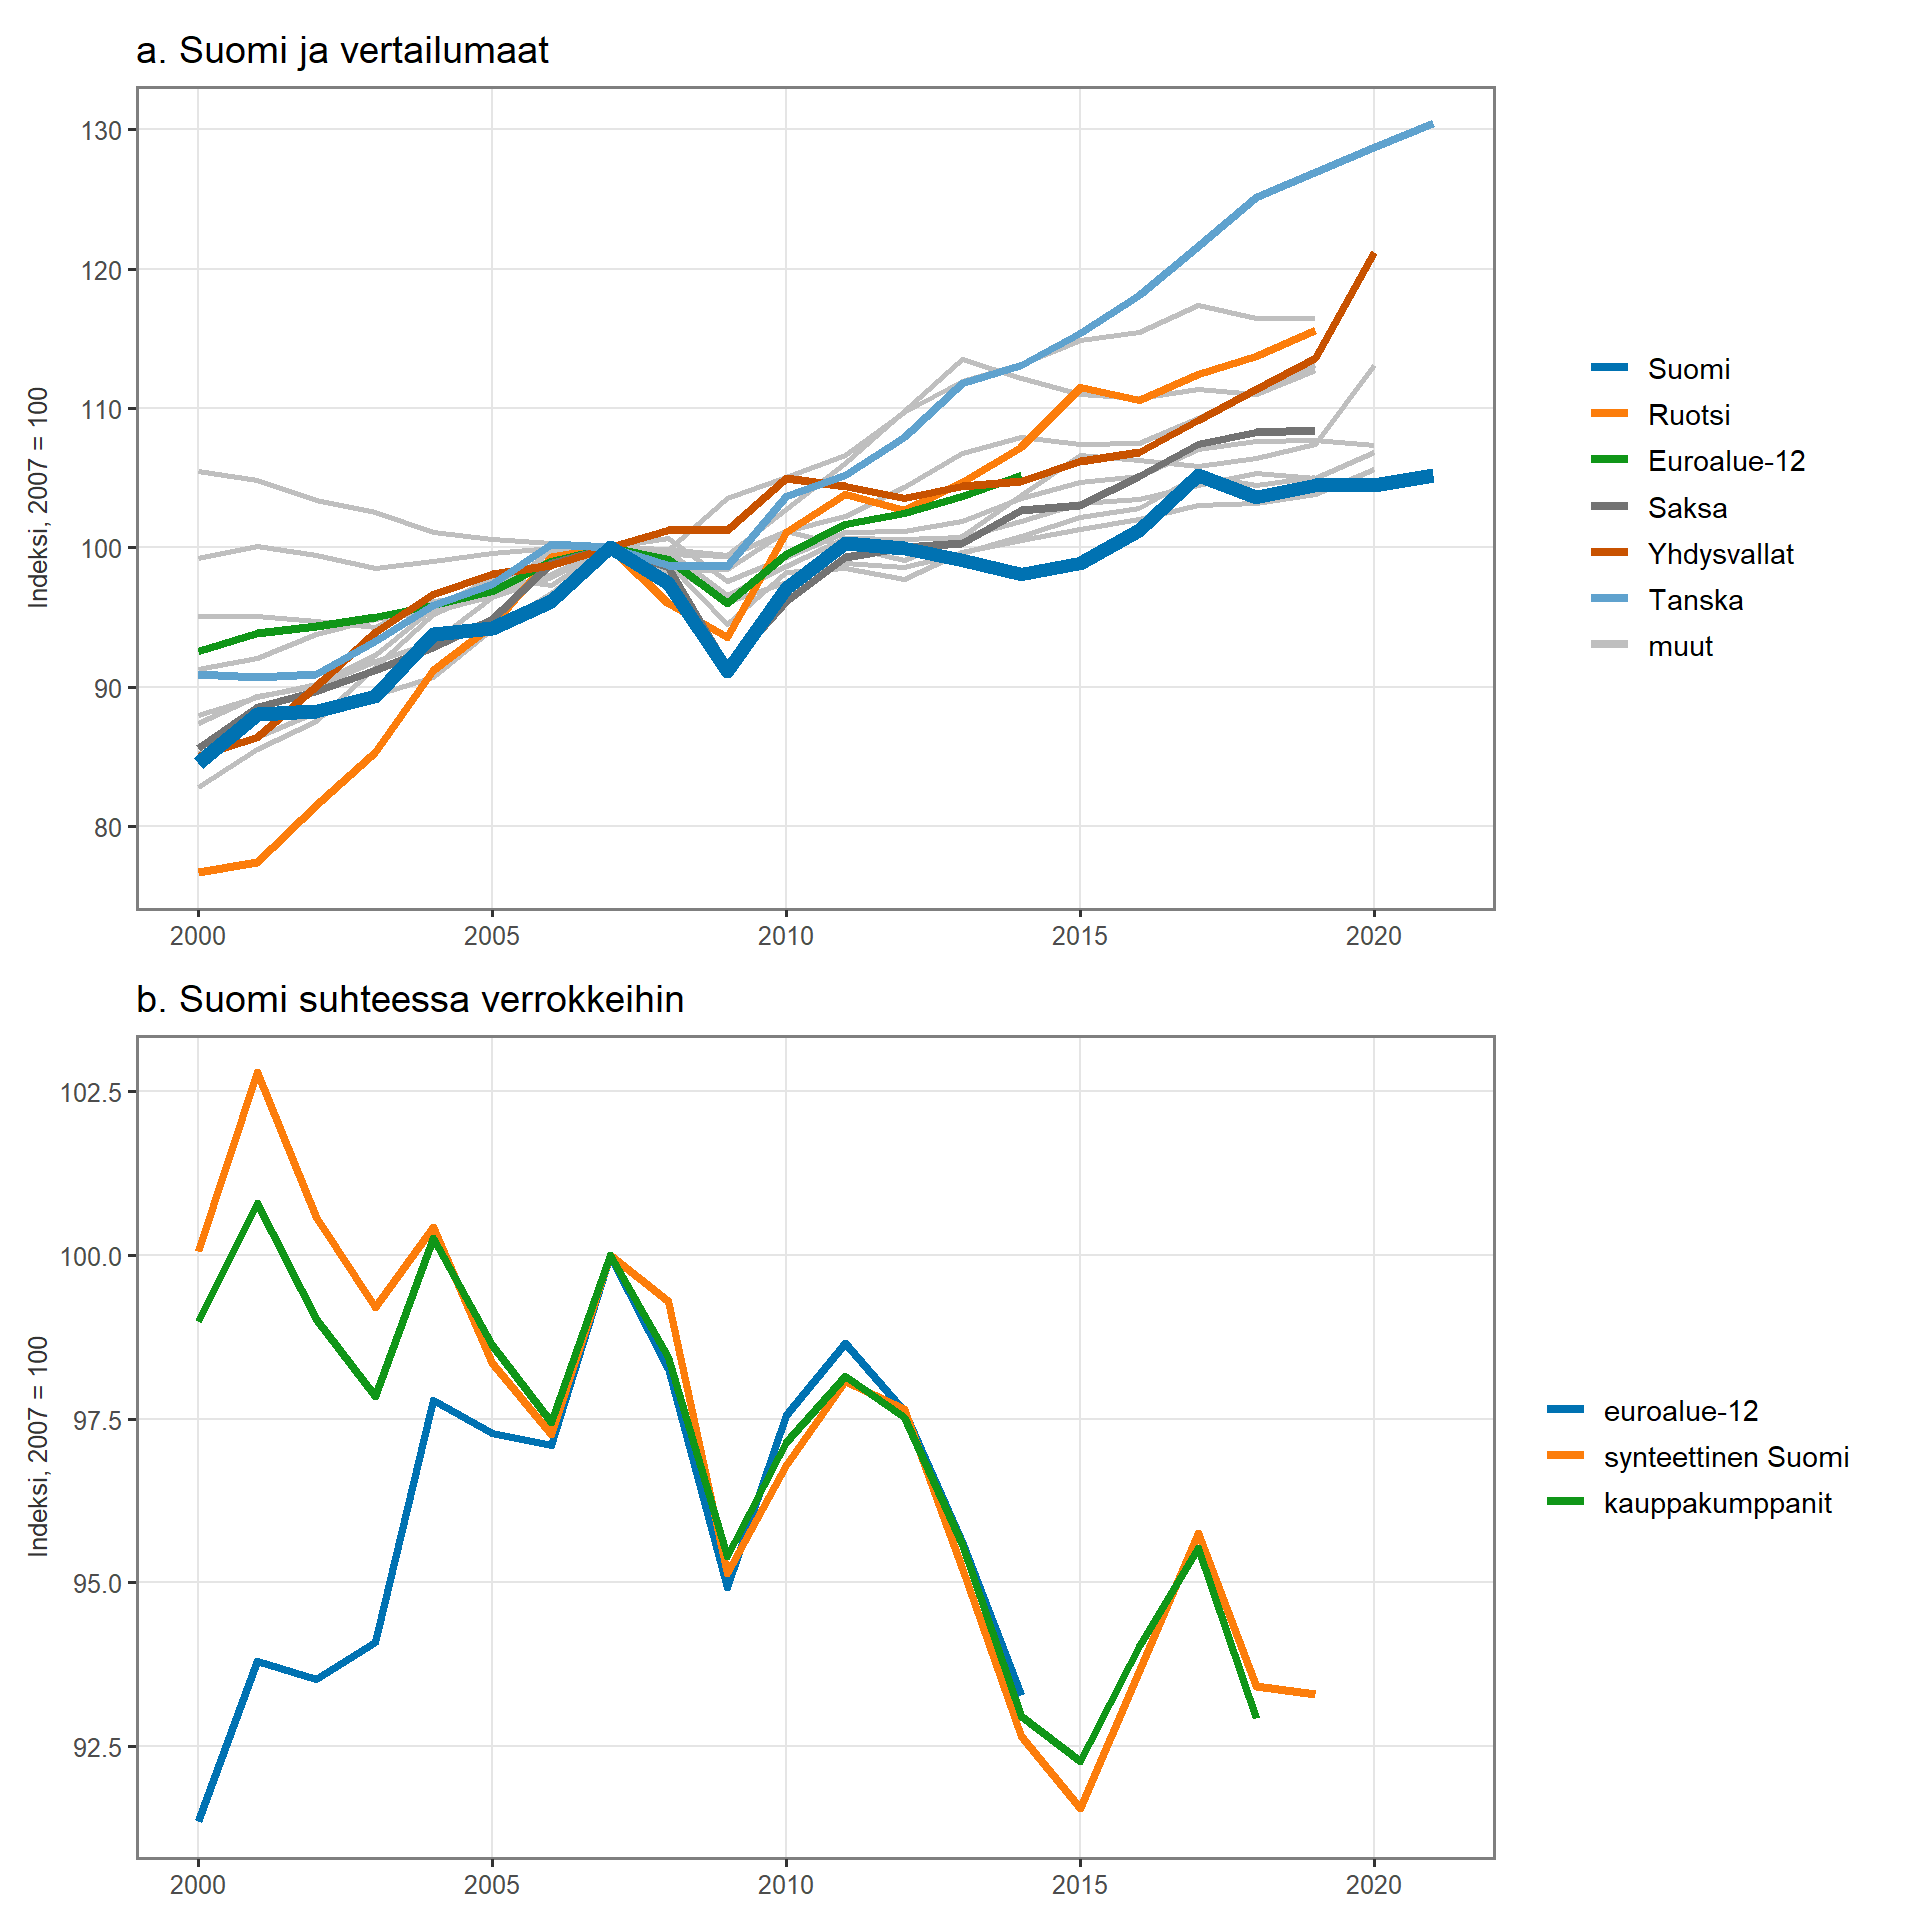 a. Suomi ja vertailumaat
Indeksi, 2007 = 100
130
120
110
100
90
80
2000
2005
2010
2015
2020
Suomi
Ruotsi
Euroalue-12
Saksa
Yhdysvallat
Tanska
muut
b. Suomi suhteessa verrokkeihin
Indeksi, 2007 = 100
102.5
100.0
97.5
95.0
92.5
2000
2005
2010
2015
2020
euroalue-12
synteettinen Suomi
kauppakumppanit